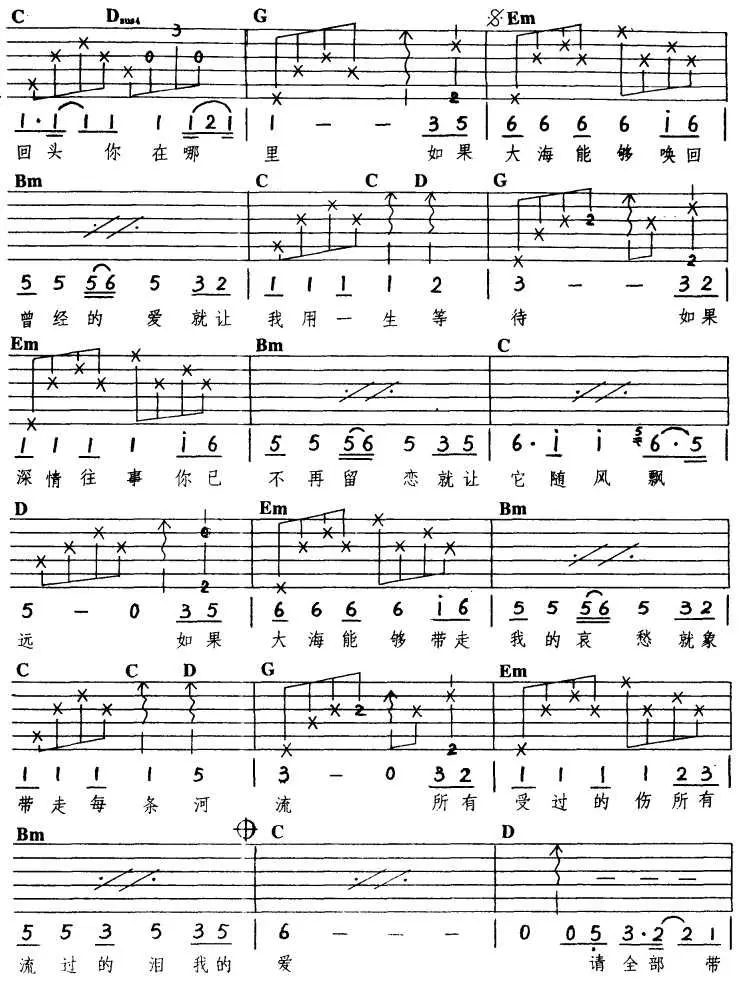 C Dsus4 G Em
3
0 0
2
1·1 1 1 1 1 2 1 | 1 — — 3 5 | 6 6 6 6 i 6
回头 你在哪 里 如果 大海能够唤回
Bm C C D G
2
2
5 5 5 6 5 3 2 | 1 1 1 1 2 | 3 — — 3 2
曾经的 爱就让 我用一生等 待 如果
Em Bm C
1 1 1 1 i 6 | 5 5 5 6 5 3 5 | 6· i i 5 6·5
深情往事你已 不再留 恋就让 它随风飘
D Em Bm
0
2
5 — 0 3 5 | 6 6 6 6 i 6 | 5 5 5 6 5 3 2
远 如果 大海能够带走 我的哀 愁就象
C C D G Em
2
2
1 1 1 1 5 | 3 — 0 3 2 | 1 1 1 1 2 3
带走每条河 流 所有 受过的伤所有
Bm C D
5 5 3 5 3 5 | 6 — — — | 0 0 5 3·2 2 1
流过的泪我的 爱 请全部 带